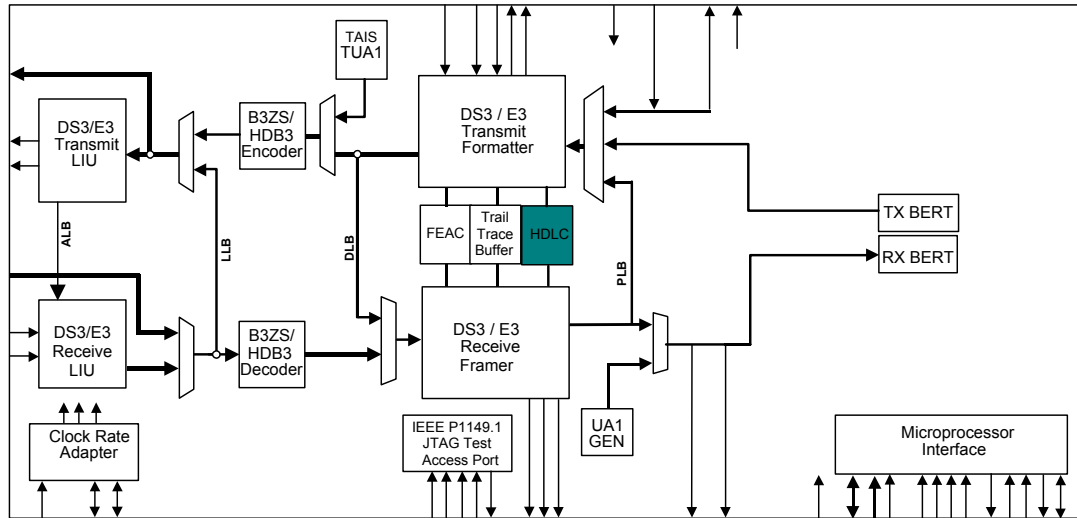 TAIS
TUA1
DS3/E3
Transmit
LIU
B3ZS/
HDB3
Encoder
DS3 / E3
Transmit
Formatter
TX BERT
RX BERT
FEAC
Trail
Trace
Buffer
HDLC
ALB
LLB
DLB
PLB
DS3/E3
Receive
LIU
B3ZS/
HDB3
Decoder
DS3 / E3
Receive
Framer
UA1
GEN
Clock Rate
Adapter
IEEE P1149.1
JTAG Test
Access Port
Microprocessor
Interface